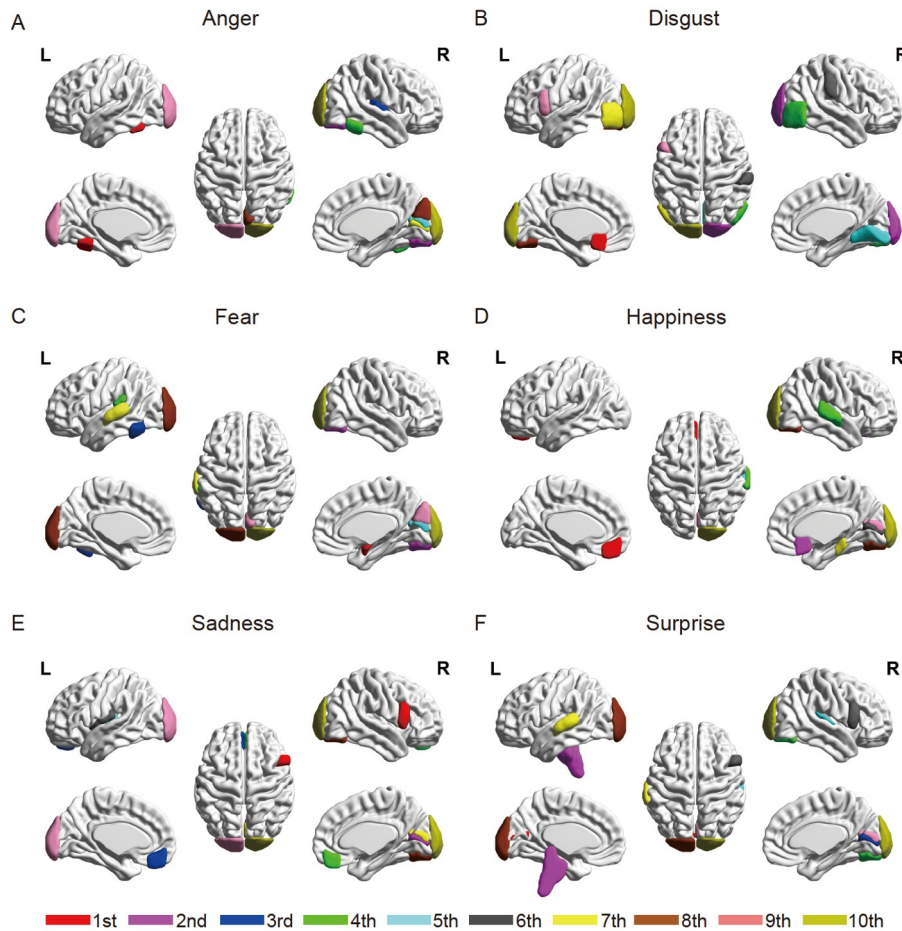 A Anger B Disgust
L R L R
C Fear D Happiness
L R L R
E Sadness F Surprise
L R L R
1st 2nd 3rd 4th 5th 6th 7th 8th 9th 10th